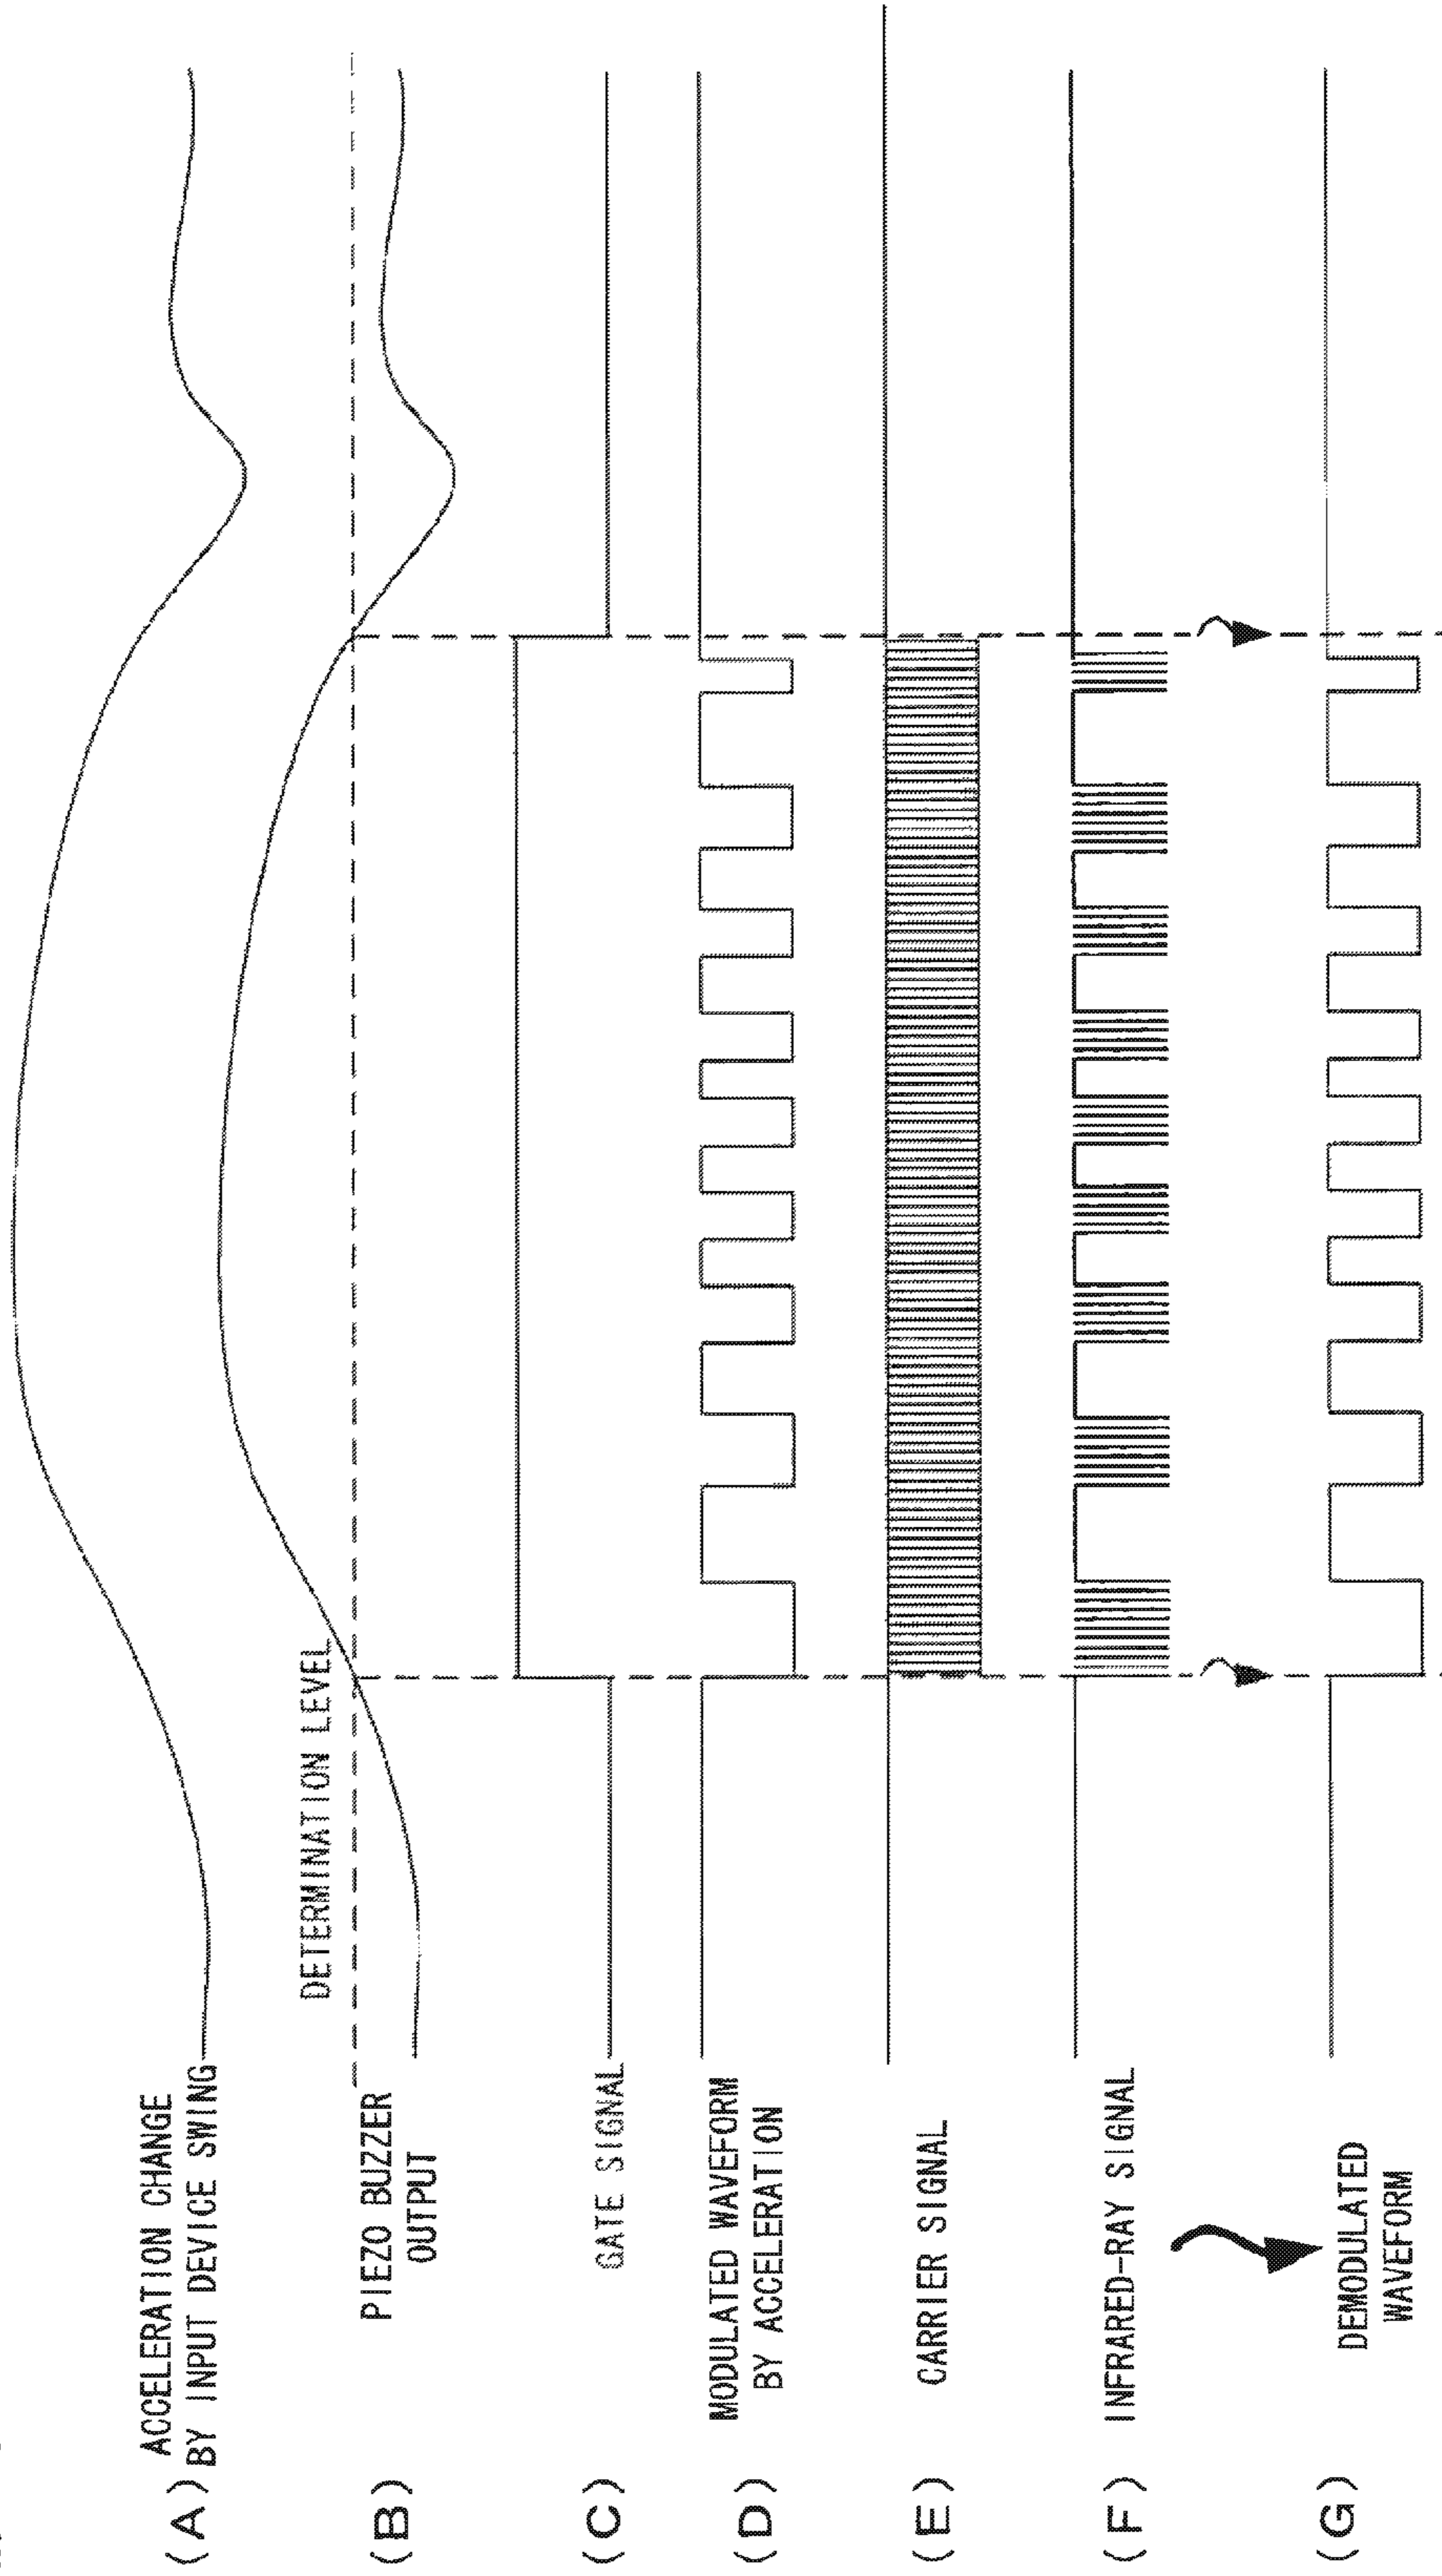 (A) ACCELERATION CHANGE
BY INPUT DEVICE SWING
DETERMINATION LEVEL
(B) PIEZO BUZZER
OUTPUT
(C) GATE SIGNAL
(D) MODULATED WAVEFORM
BY ACCELERATION
(E) CARRIER SIGNAL
(F) INFRARED-RAY SIGNAL
(G) DEMODULATED
WAVEFORM